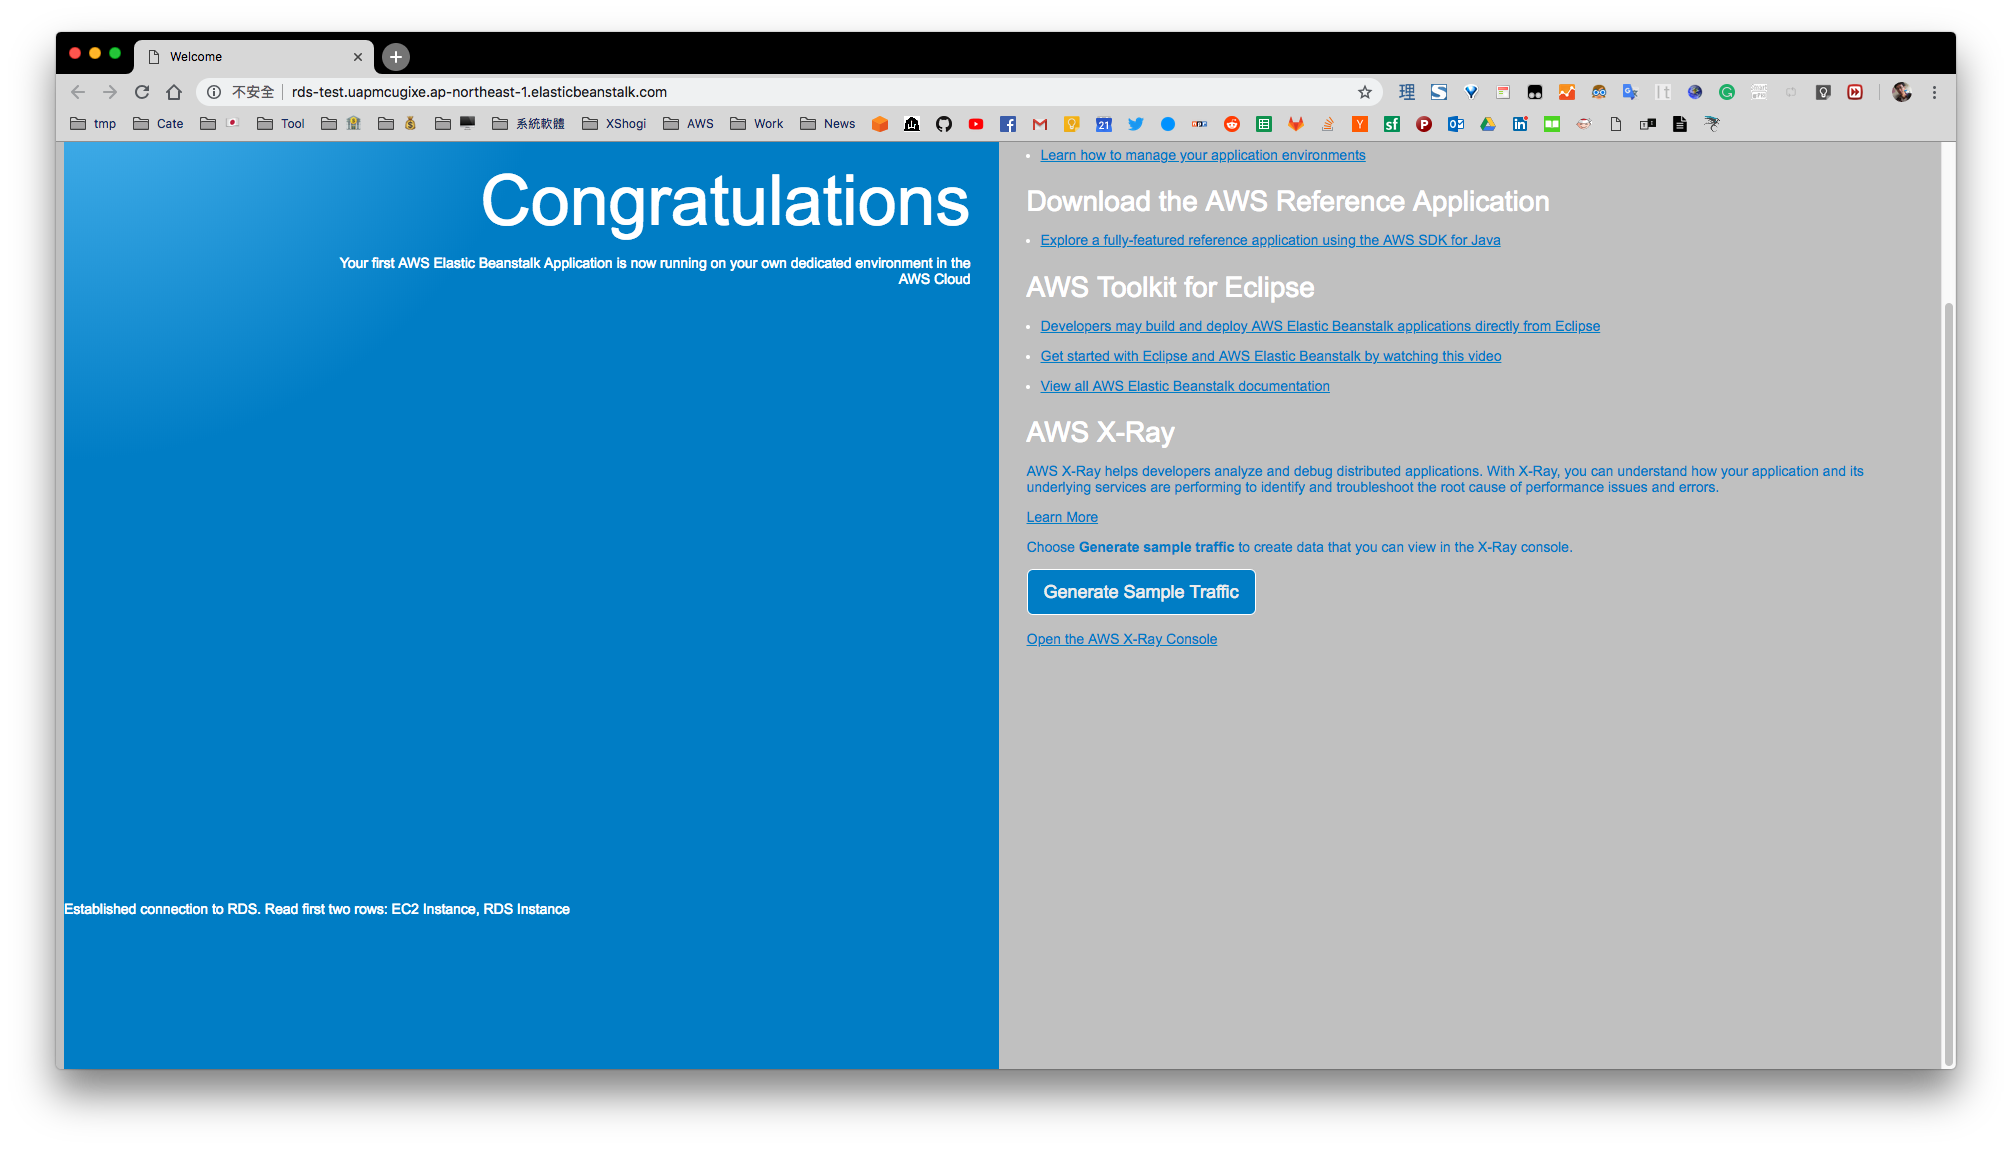 Welcome
不安全
rds-test.uapmcugixe.ap-northeast-1.elasticbeanstalk.com
tmp Cate Tool 系統軟體 XShogi AWS Work News
Congratulations
Your first AWS Elastic Beanstalk Application is now running on your own dedicated environment in the
AWS Cloud
Established connection to RDS. Read first two rows: EC2 Instance, RDS Instance
Learn how to manage your application environments
Download the AWS Reference Application
Explore a fully-featured reference application using the AWS SDK for Java
AWS Toolkit for Eclipse
Developers may build and deploy AWS Elastic Beanstalk applications directly from Eclipse
Get started with Eclipse and AWS Elastic Beanstalk by watching this video
View all AWS Elastic Beanstalk documentation
AWS X-Ray
AWS X-Ray helps developers analyze and debug distributed applications. With X-Ray, you can understand how your application and its
underlying services are performing to identify and troubleshoot the root cause of performance issues and errors.
Learn More
Choose Generate sample traffic to create data that you can view in the X-Ray console.
Generate Sample Traffic
Open the AWS X-Ray Console